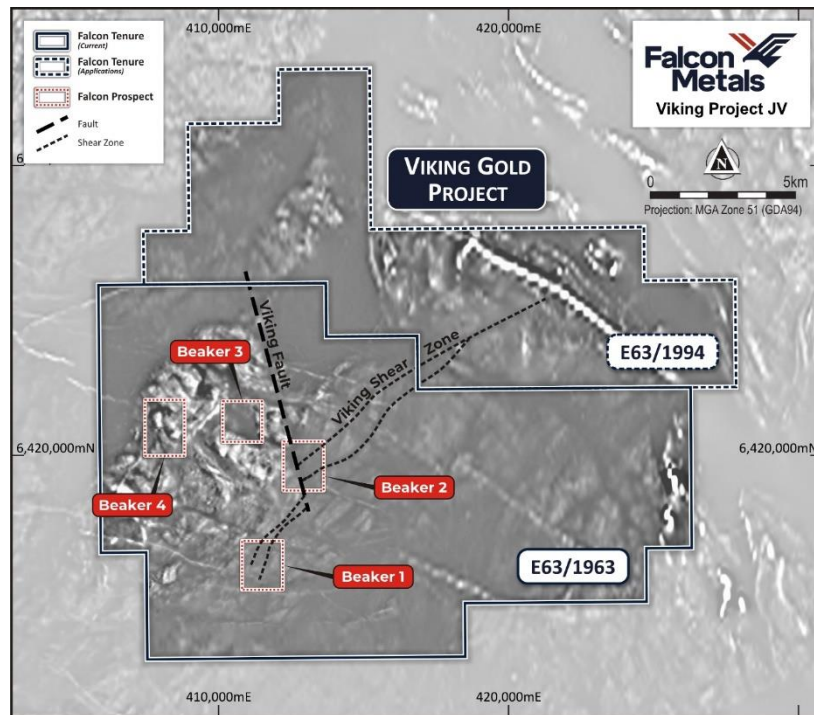 410,000mE
420,000mE
Falcon Tenure
(Current)
Falcon Tenure
(Applications)
Falcon Prospect
Fault
Shear Zone
Falcon
Metals
Viking Project JV
N
0
5km
Projection: MGA Zone 51 (GDA94)
VIKING GOLD
PROJECT
Viking Fault
Viking Shear Zone
E63/1994
Beaker 3
6,420,000mN
6,420,000mN
Beaker 4
Beaker 2
Beaker 1
E63/1963
410,000mE
420,000mE